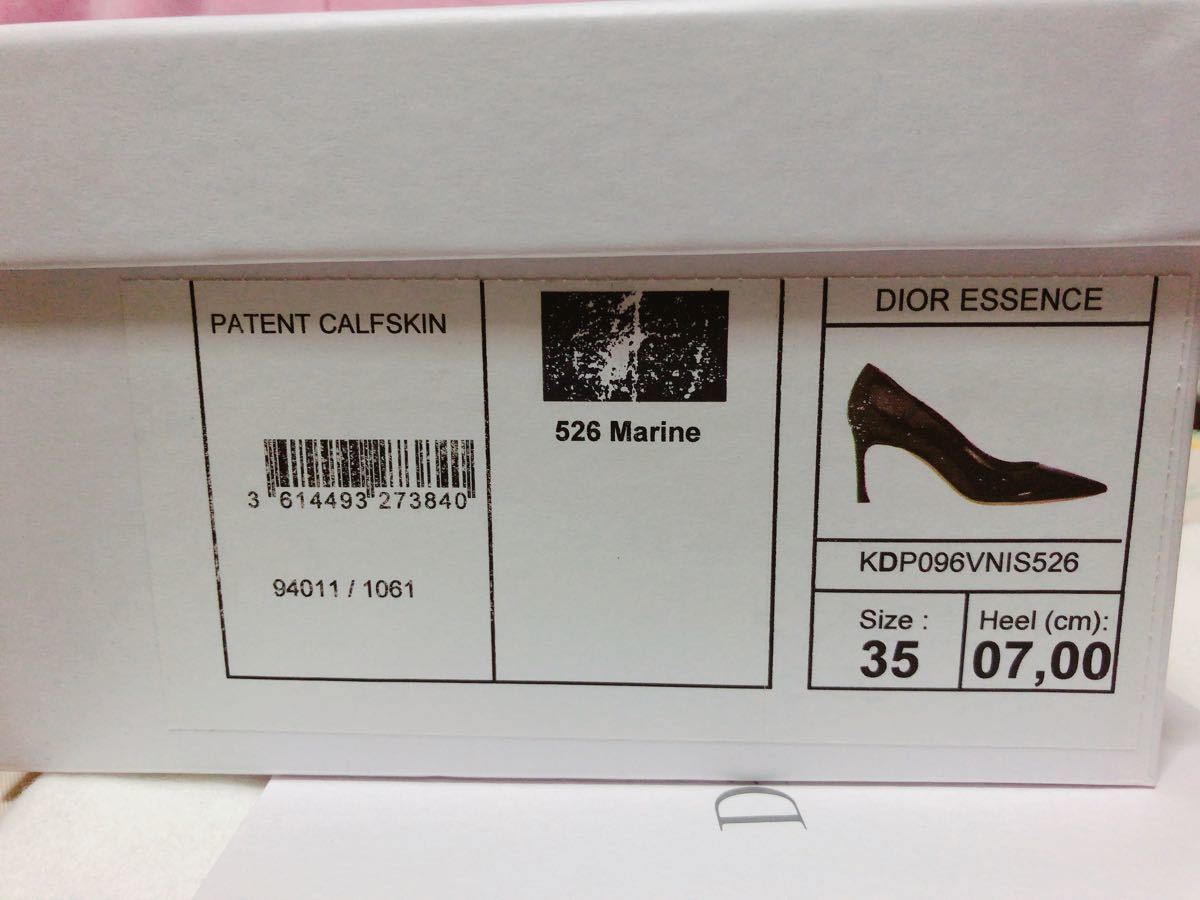 PATENT CALFSKIN
3 614493 273840
94011 / 1061
526 Marine
DIOR ESSENCE
KDP096VNIS526
Size :
35
Heel (cm):
07,00
D